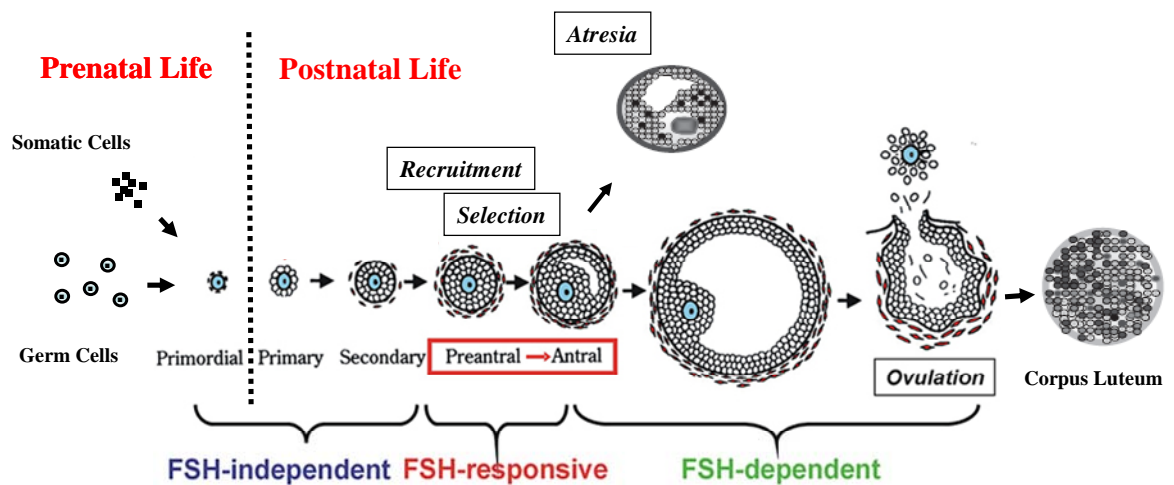 Atresia
Prenatal Life
Postnatal Life
Somatic Cells
Recruitment
Selection
Germ Cells
Primordial
Primary
Secondary
Preantral
Antral
Ovulation
Corpus Luteum
FSH-independent
FSH-responsive
FSH-dependent